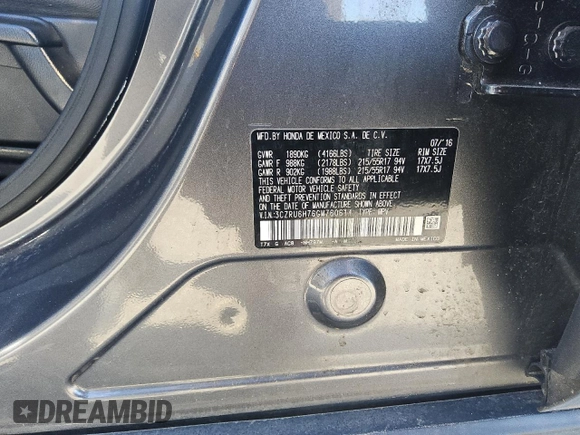 MFD. BY HONDA DE MEXICO S.A. DE C.V. 07/'16
GVWR 1890KG (4166LBS) TIRE SIZE RIM SIZE
GAWR F 988KG (2178LBS) 215/55R17 94V 17X7.5J
GAWR R 902KG (1988LBS) 215/55R17 94V 17X7.5J
THIS VEHICLE CONFORMS TO ALL APPLICABLE
FEDERAL MOTOR VEHICLE SAFETY
AND THEFT PREVENTION STANDARDS IN EFFECT
ON THE DATE OF MANUFACTURE SHOWN ABOVE.
V.I.N:3CZRU6H76GM760514 TYPE: MPV
MADE IN MEXICO
DREAMBID